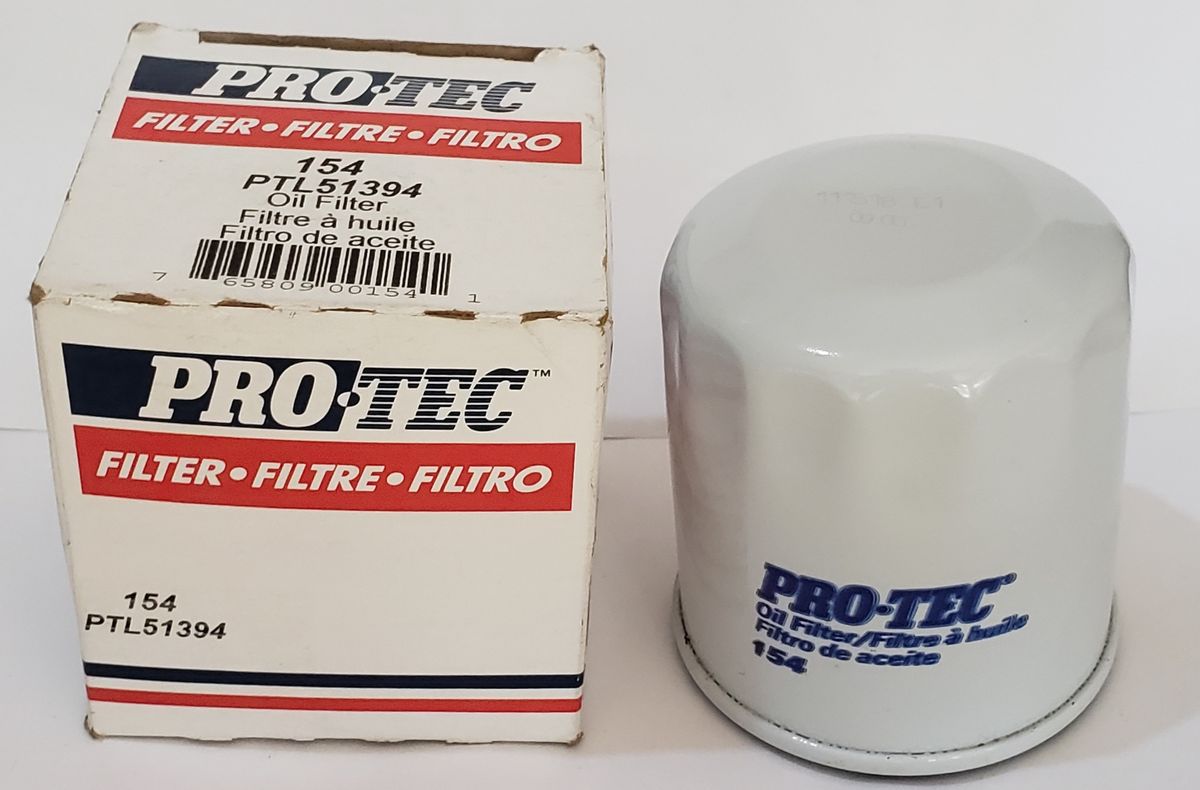 PRO•TEC
FILTER•FILTRE•FILTRO
154
PTL51394
Oil Filter
Filtre à huile
Filtro de aceite
7 65809 00154 1
PRO•TEC™
FILTER•FILTRE•FILTRO
154
PTL51394
PRO•TEC®
Oil Filter/Filtre à huile
Filtro de aceite
154